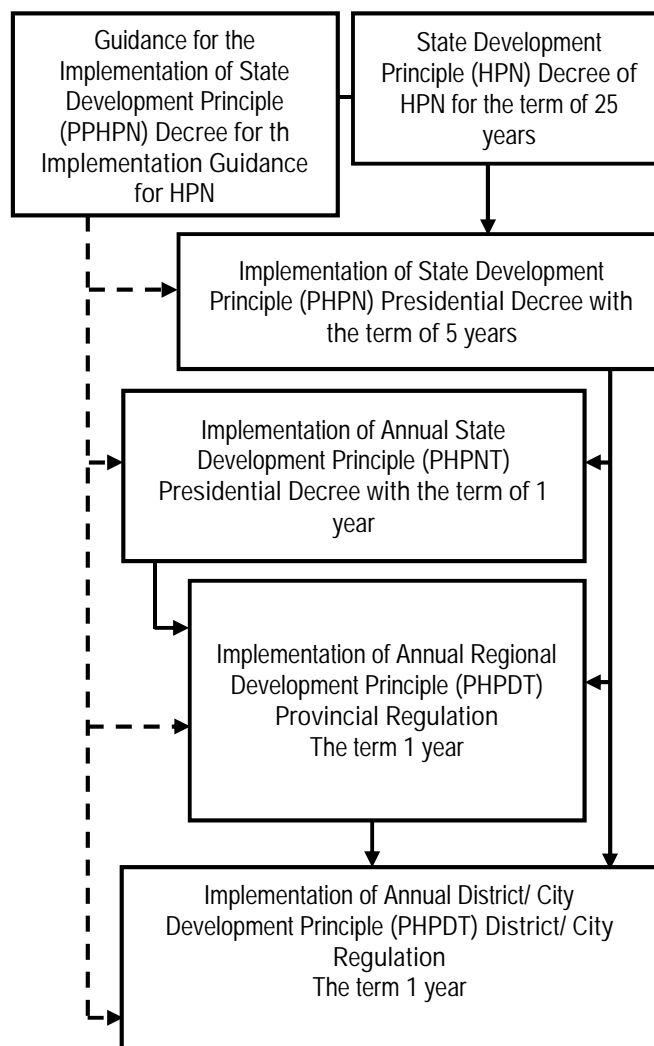 Guidance for the
Implementation of State
Development Principle
(PPHPN) Decree for th
Implementation Guidance
for HPN
State Development
Principle (HPN) Decree of
HPN for the term of 25
years
Implementation of State Development
Principle (PHPN) Presidential Decree with
the term of 5 years
Implementation of Annual State
Development Principle (PHPNT)
Presidential Decree with the term of 1
year
Implementation of Annual Regional
Development Principle (PHPDT)
Provincial Regulation
The term 1 year
Implementation of Annual District/ City
Development Principle (PHPDT) District/ City
Regulation
The term 1 year